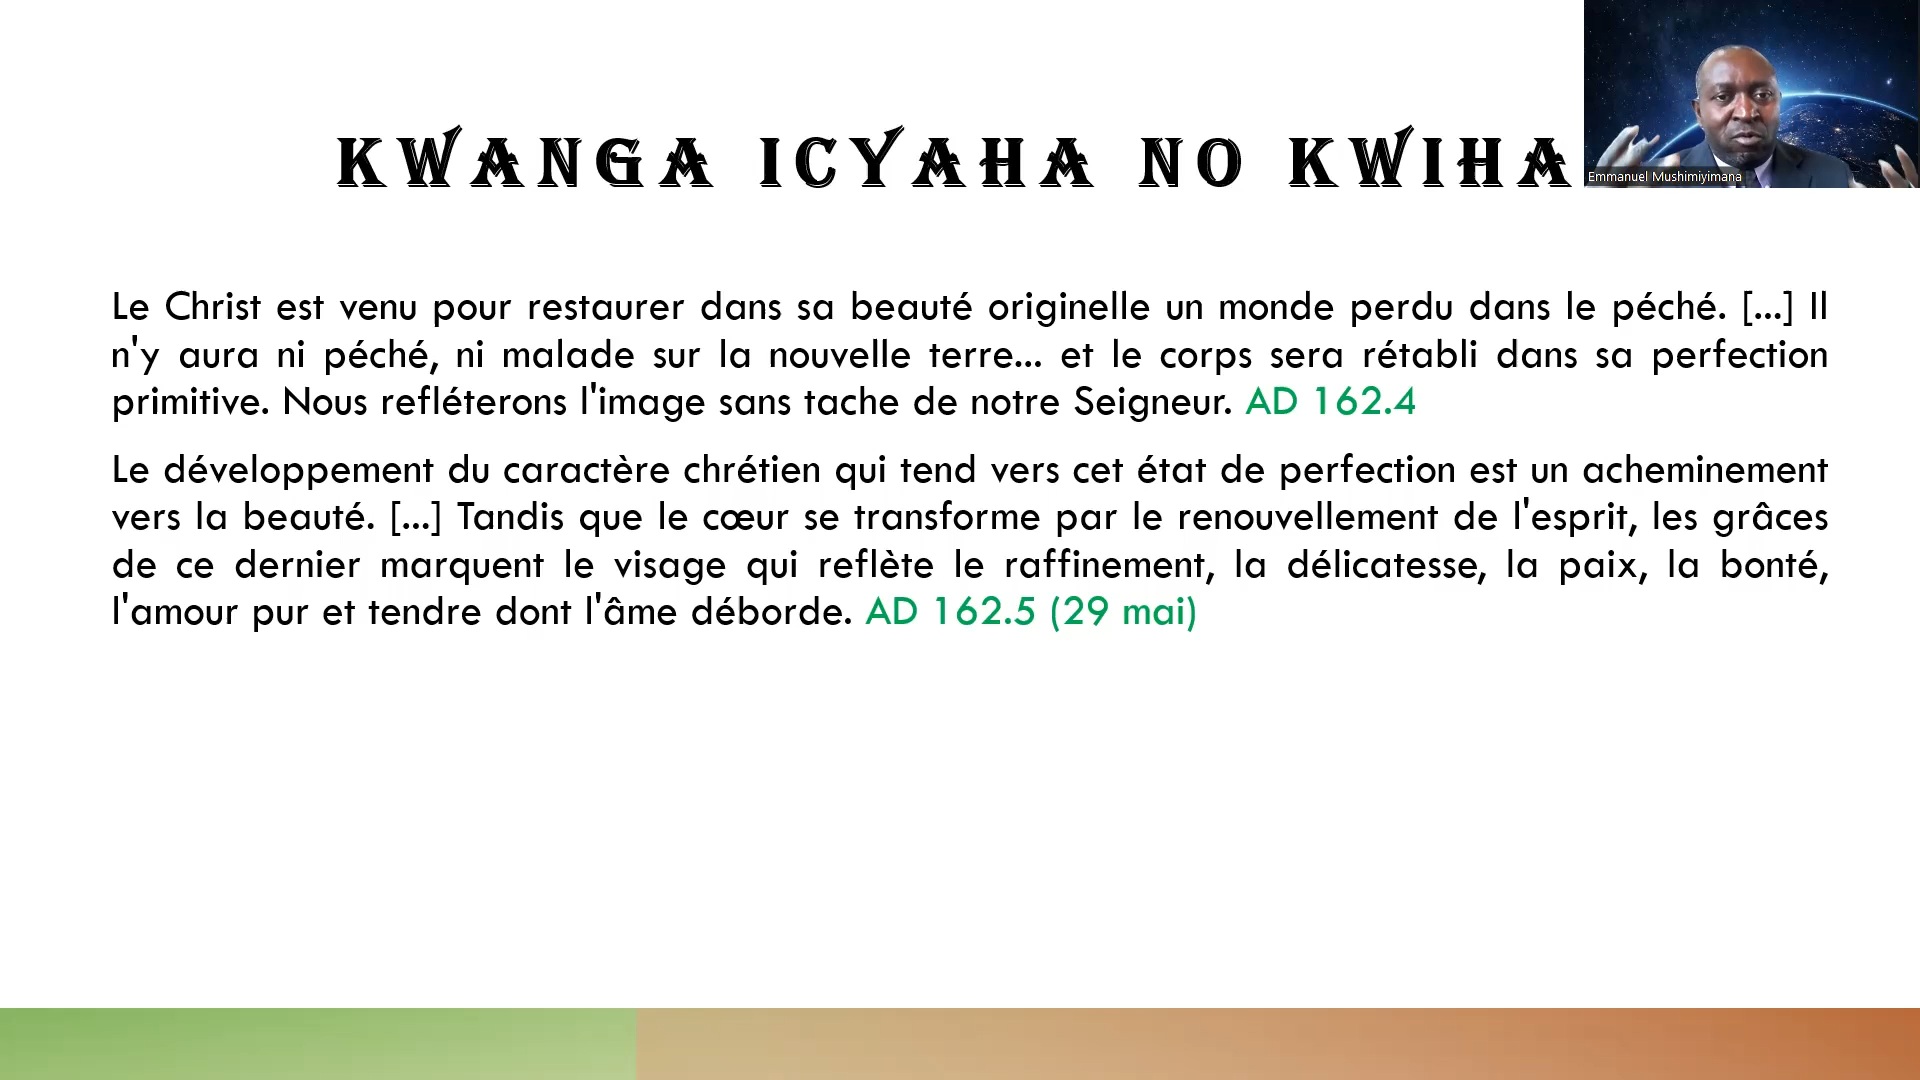 KWANGA ICYAHA NO KWIHA
Emmanuel Mushimiyimana
Le Christ est venu pour restaurer dans sa beauté originelle un monde perdu dans le péché. [...] Il
n'y aura ni péché, ni malade sur la nouvelle terre... et le corps sera rétabli dans sa perfection
primitive. Nous refléterons l'image sans tache de notre Seigneur. AD 162.4
Le développement du caractère chrétien qui tend vers cet état de perfection est un acheminement
vers la beauté. [...] Tandis que le cœur se transforme par le renouvellement de l'esprit, les grâces
de ce dernier marquent le visage qui reflète le raffinement, la délicatesse, la paix, la bonté,
l'amour pur et tendre dont l'âme déborde. AD 162.5 (29 mai)